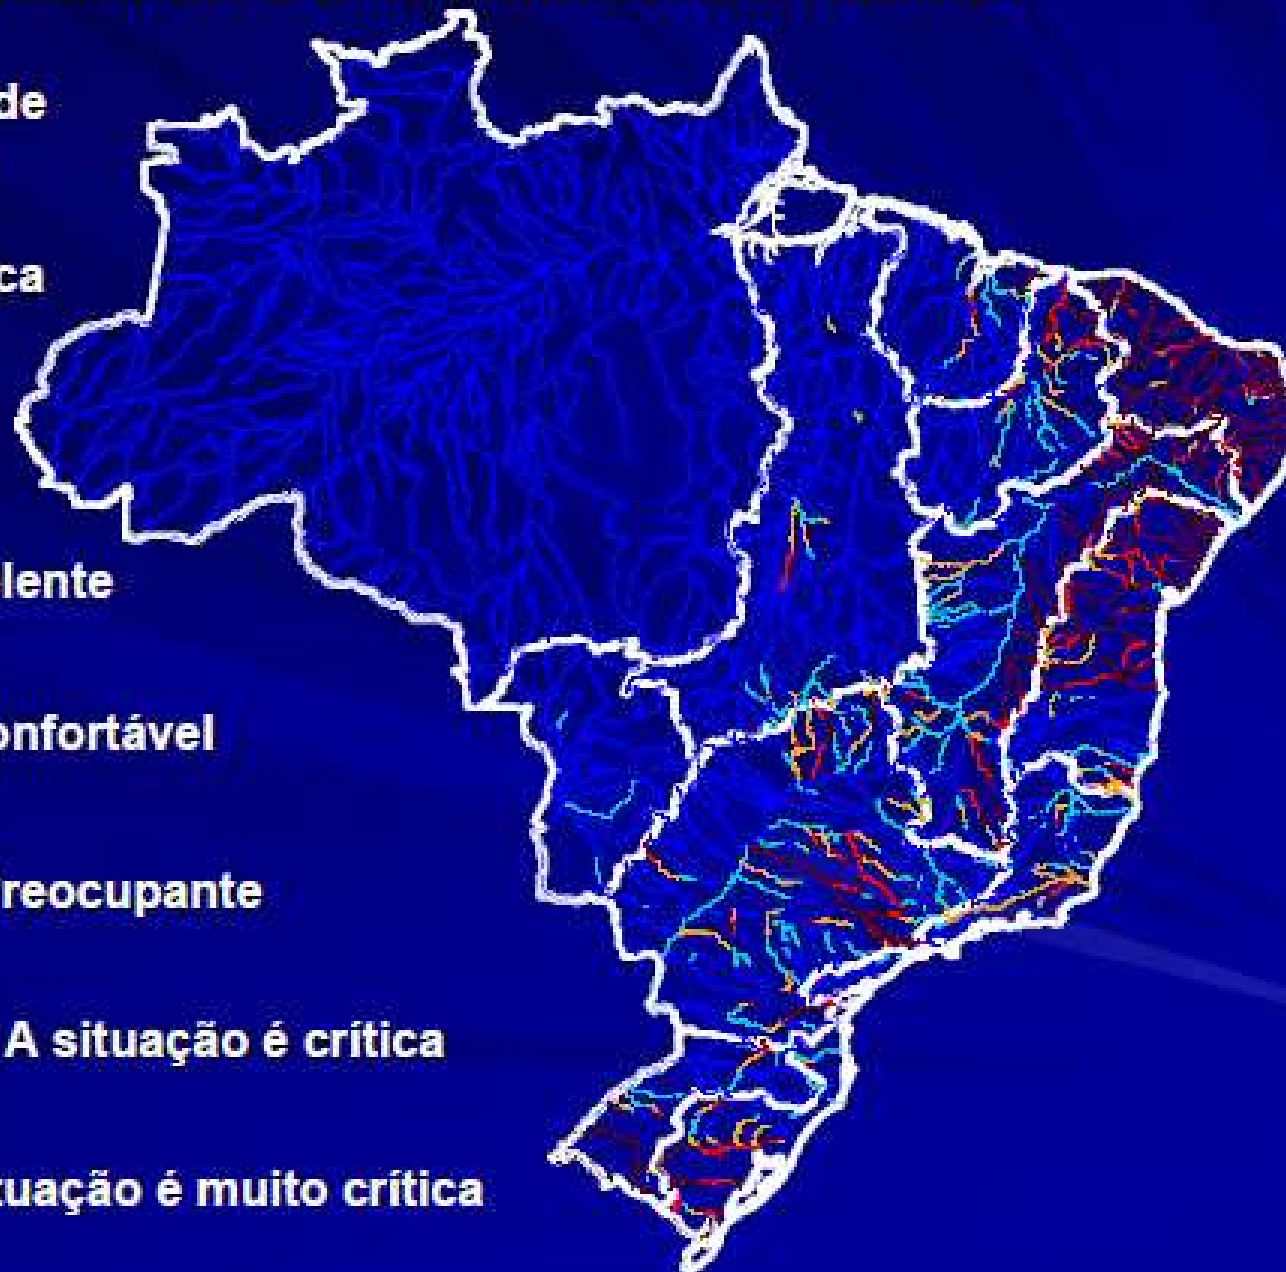 de
ca
lente
onfortável
reocupante
A situação é crítica
tuação é muito crítica